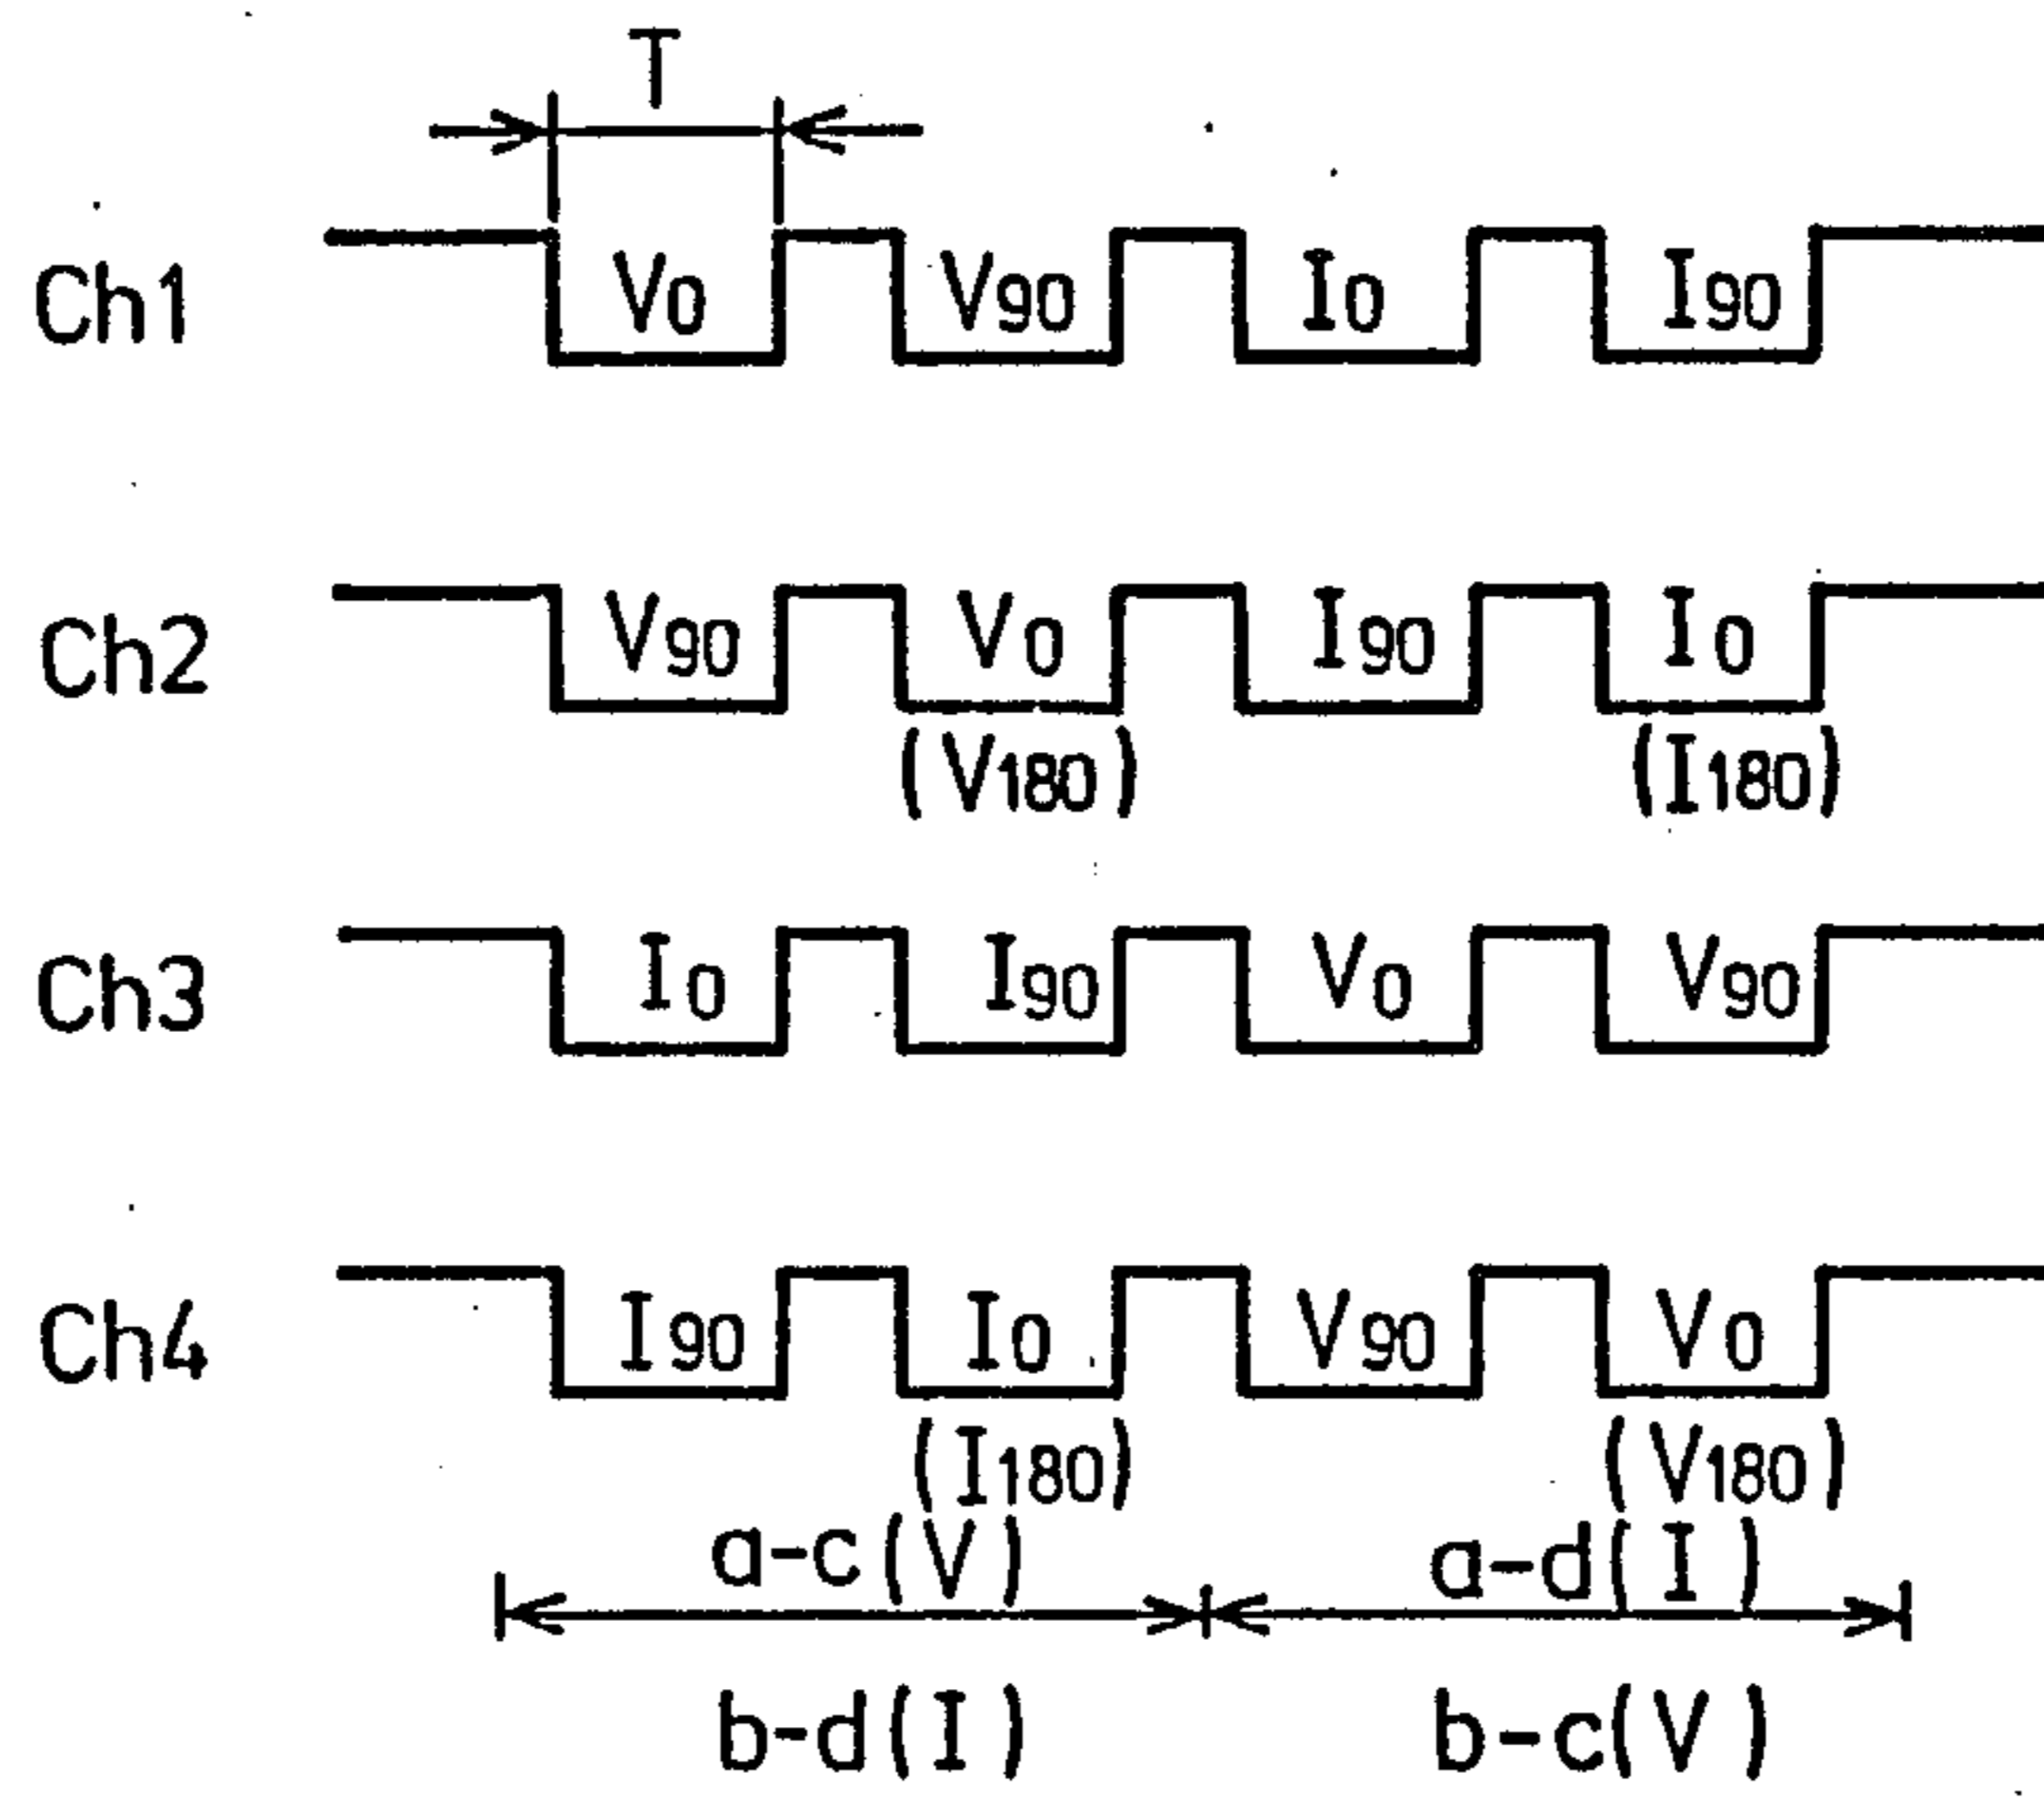 T
Ch1 V0 V90 I0 I90
Ch2 V90 V0 I90 I0
(V180) (I180)
Ch3 I0 I90 V0 V90
Ch4 I90 I0 V90 V0
(I180) (V180)
a-c(V) a-d(I)
b-d(I) b-c(V)